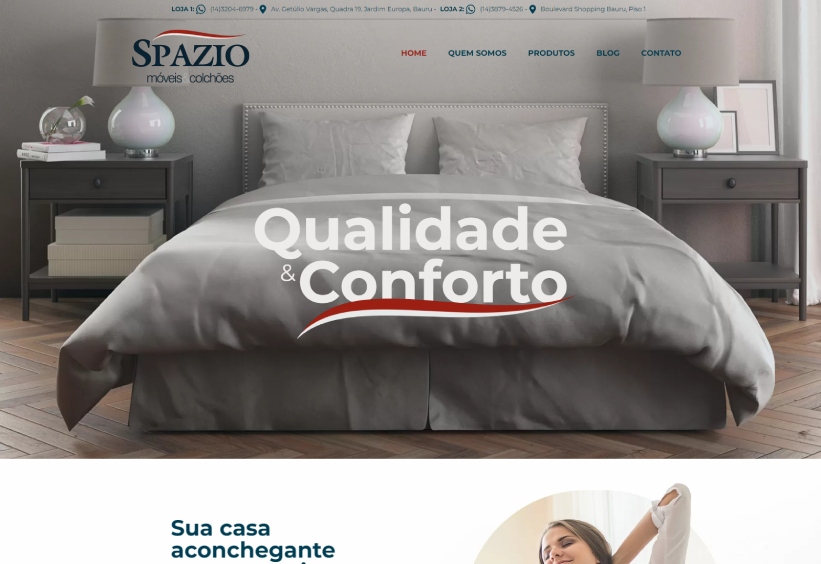 LOJA 1: (14)3204-6979 - Av. Getúlio Vargas, Quadra 19, Jardim Europa, Bauru - LOJA 2: (14)3879-4526 - Boulevard Shopping Bauru, Piso 1
SPAZIO
móveis e colchões
HOME QUEM SOMOS PRODUTOS BLOG CONTATO
Qualidade
& Conforto
Sua casa
aconchegante